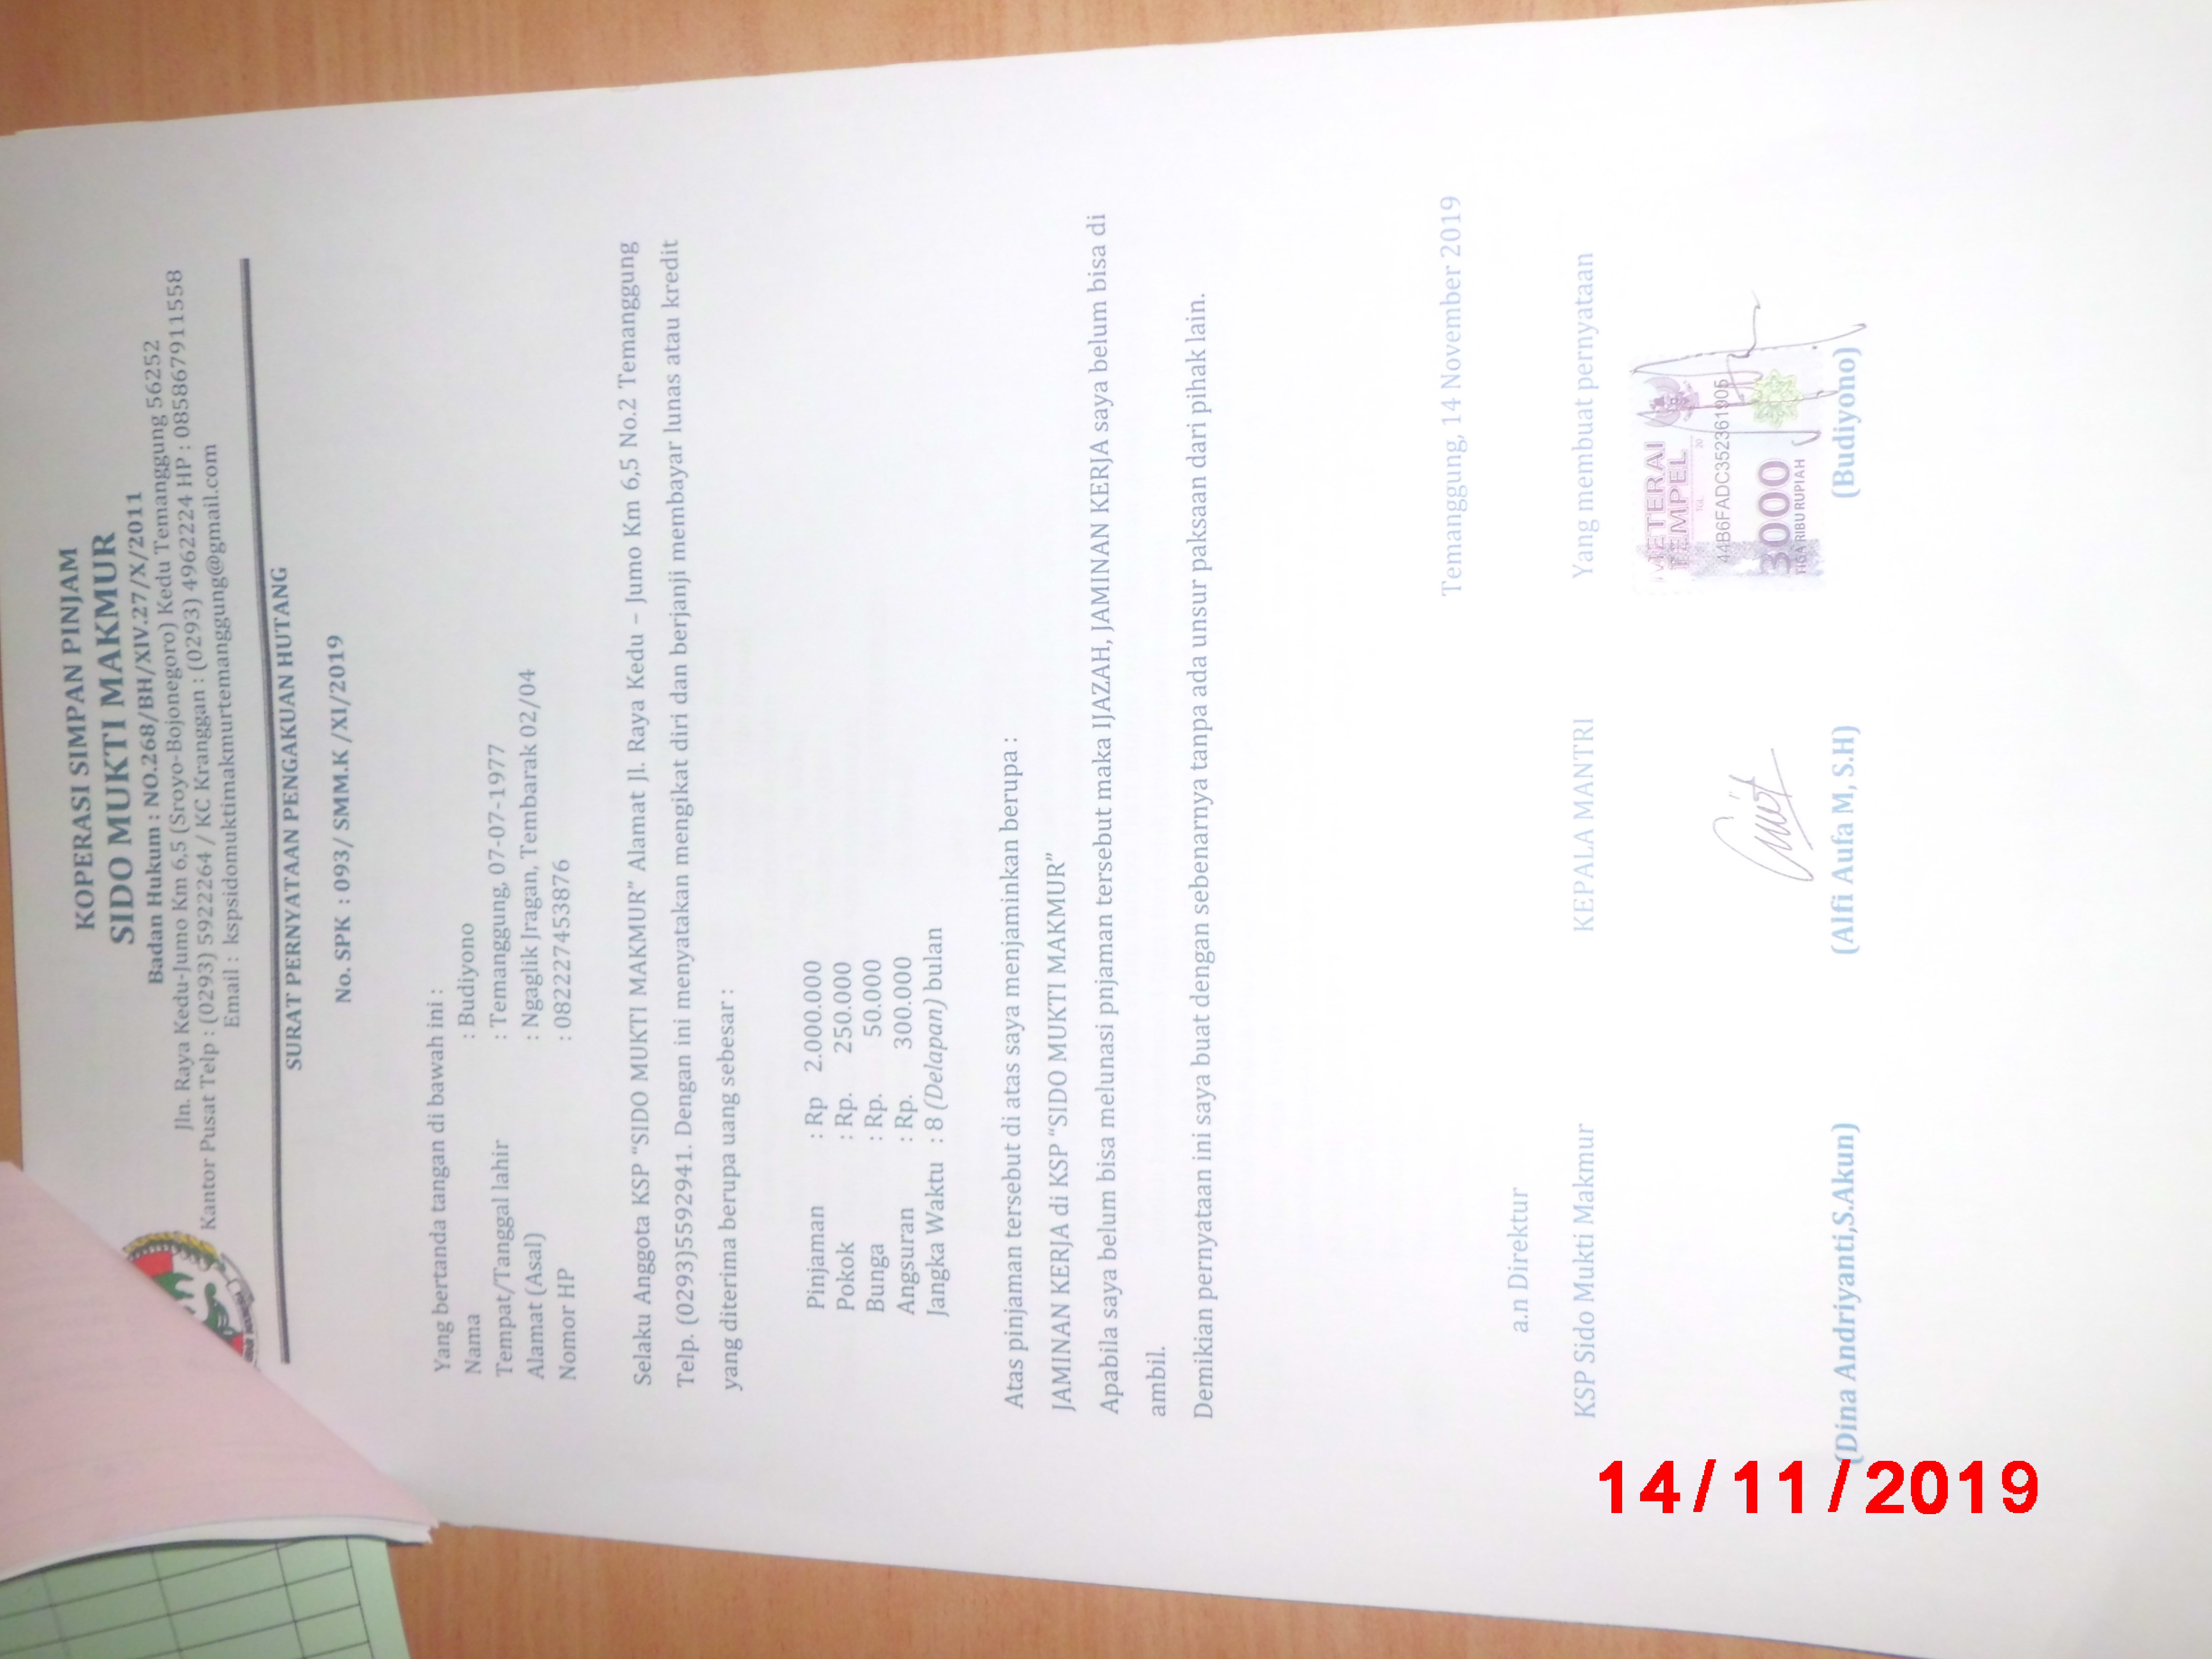 KOPERASI SIMPAN PINJAM
SIDO MUKTI MAKMUR
Badan Hukum : NO.268/BH/XIV.27/X/2011
Jln. Raya Kedu-Jumo Km 6,5 (Sroyo-Bojonegoro) Kedu Temanggung 56252
Kantor Pusat Telp : (0293) 5922264 / KC Kranggan : (0293) 4962224 HP : 085867911558
Email : kspsidomuktimakmurtemanggung@gmail.com
SURAT PERNYATAAN PENGAKUAN HUTANG
No. SPK : 093/ SMM.K /XI/2019
Yang bertanda tangan di bawah ini :
Nama : Budiyono
Tempat/Tanggal lahir : Temanggung, 07-07-1977
Alamat (Asal) : Ngaglik Jragan, Tembarak 02/04
Nomor HP : 082227453876
Selaku Anggota KSP “SIDO MUKTI MAKMUR” Alamat Jl. Raya Kedu – Jumo Km 6,5 No.2 Temanggung
Telp. (0293)5592941. Dengan ini menyatakan mengikat diri dan berjanji membayar lunas atau kredit
yang diterima berupa uang sebesar :
Pinjaman : Rp 2.000.000
Pokok : Rp. 250.000
Bunga : Rp. 50.000
Angsuran : Rp. 300.000
Jangka Waktu : 8 (Delapan) bulan
Atas pinjaman tersebut di atas saya menjaminkan berupa :
JAMINAN KERJA di KSP “SIDO MUKTI MAKMUR”
Apabila saya belum bisa melunasi pnjaman tersebut maka IJAZAH, JAMINAN KERJA saya belum bisa di
ambil.
Demikian pernyataan ini saya buat dengan sebenarnya tanpa ada unsur paksaan dari pihak lain.
Temanggung, 14 November 2019
a.n Direktur
KSP Sido Mukti Makmur KEPALA MANTRI Yang membuat pernyataan
METERAI
TEMPEL
TGL 20
44B6FADC352361905
3000
TIGA RIBU RUPIAH
(Dina Andriyanti,S.Akun) (Alfi Aufa M, S.H) (Budiyono)
14/11/2019